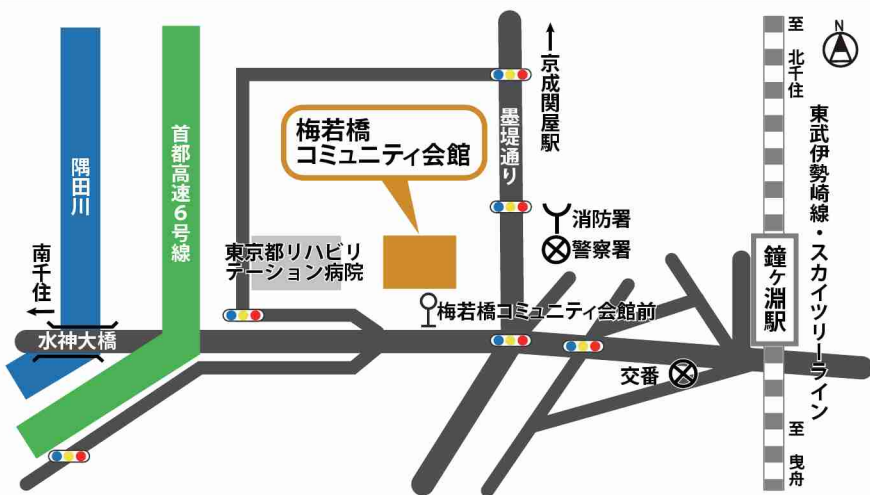 隅田川
首都高速6号線
南千住
水神大橋
梅若橋
コミュニティ会館
東京都リハビリ
テーション病院
梅若橋コミュニティ会館前
墨堤通り
京成関屋駅
消防署
警察署
交番
至 北千住
N
東武伊勢崎線・スカイツリーライン
鐘ヶ淵駅
至 曳舟